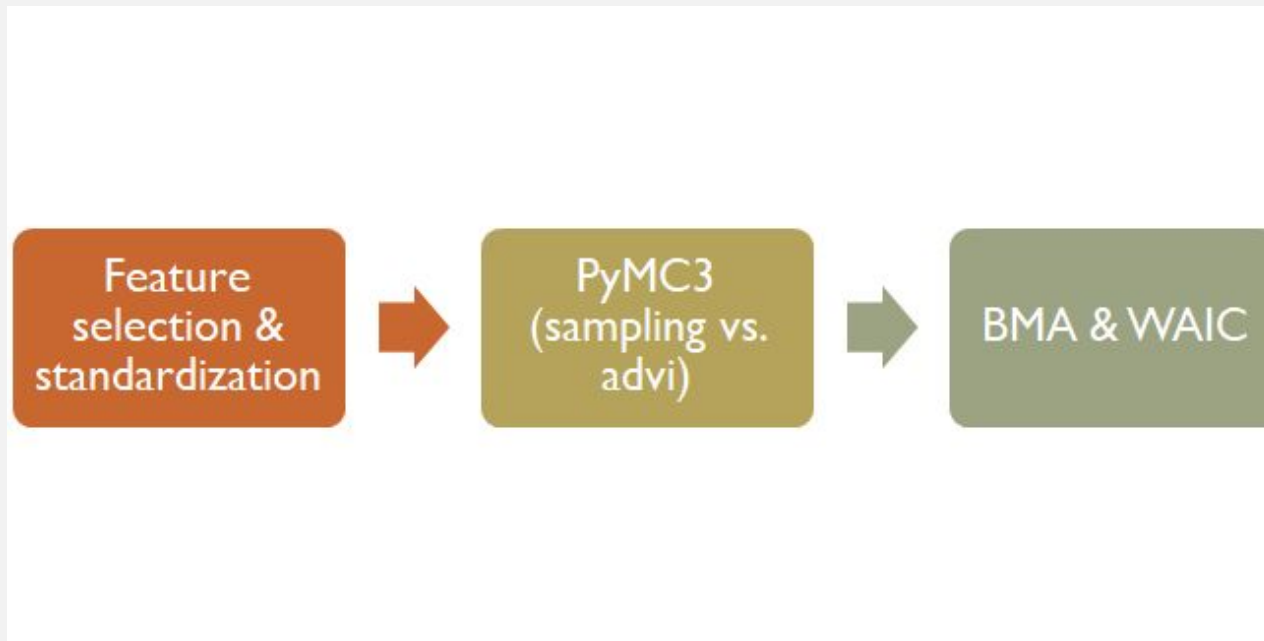 Feature
selection &
standardization
PyMC3
(sampling vs.
advi)
BMA & WAIC